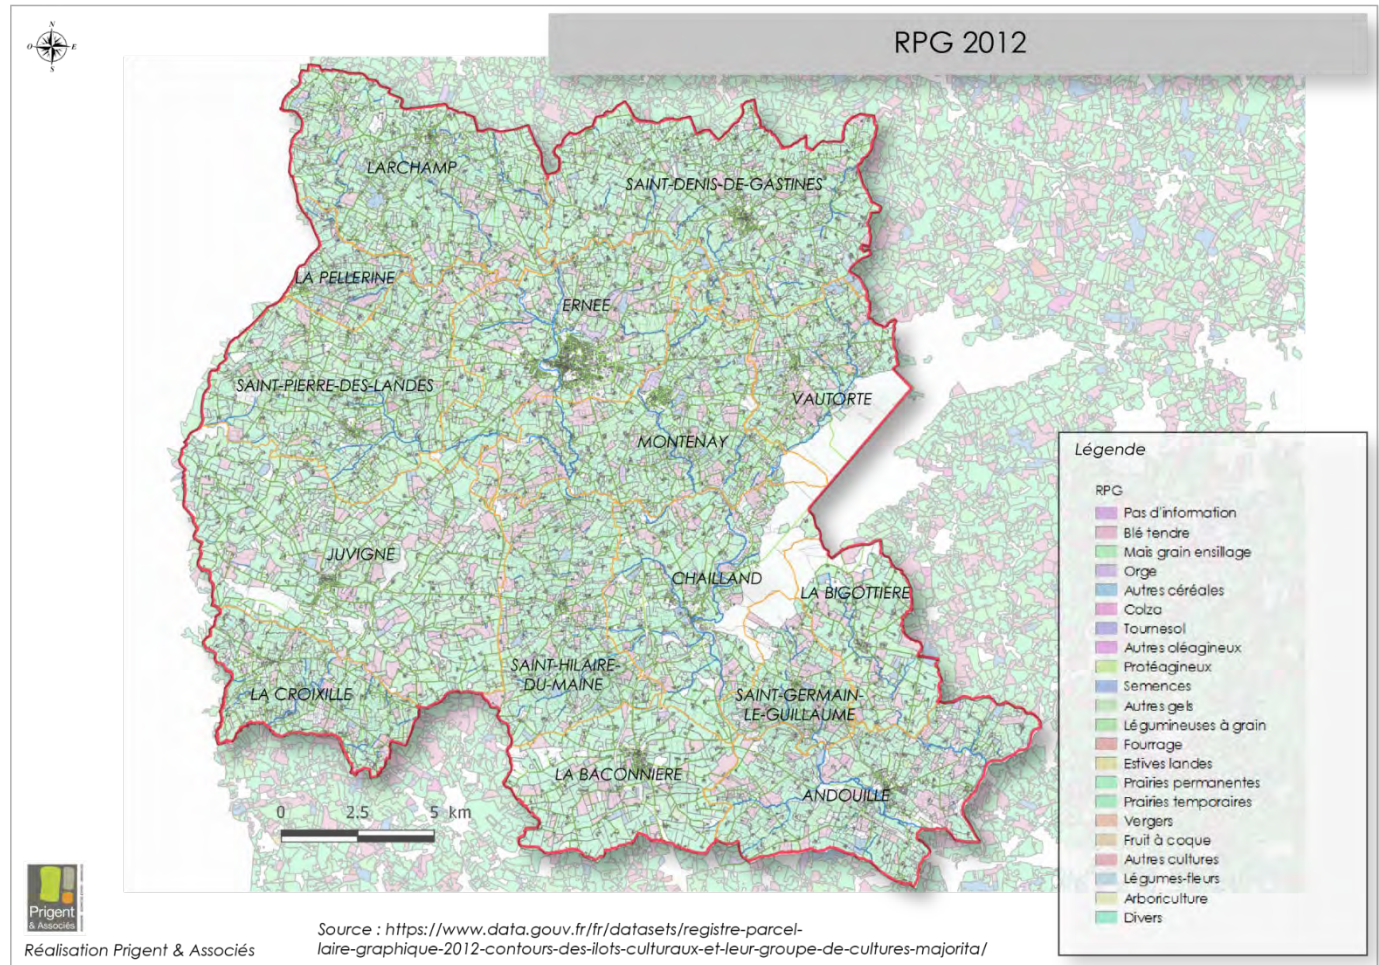 N
O
E
S
RPG 2012
LARCHAMP
SAINT-DENIS-DE-GASTINES
LA PELLERINE
ERNEE
SAINT-PIERRE-DES-LANDES
VAUTORTE
MONTENAY
JUVIGNE
CHAILLAND
LA BIGOTTIERE
SAINT-HILAIRE-
DU-MAINE
LA CROIXILLE
SAINT-GERMAIN-
LE-GUILLAUME
LA BACONNIERE
ANDOUILLE
0 2.5 5 km
Légende
RPG
Pas d'information
Blé tendre
Maïs grain ensillage
Orge
Autres céréales
Colza
Tournesol
Autres oléagineux
Protéagineux
Semences
Autres gels
Légumineuses à grain
Fourrage
Estives landes
Prairies permanentes
Prairies temporaires
Vergers
Fruit à coque
Autres cultures
Légumes-fleurs
Arboriculture
Divers
Prigent
& Associés
Réalisation Prigent & Associés
Source : https://www.data.gouv.fr/fr/datasets/registre-parcel-
laire-graphique-2012-contours-des-ilots-culturaux-et-leur-groupe-de-cultures-majorita/